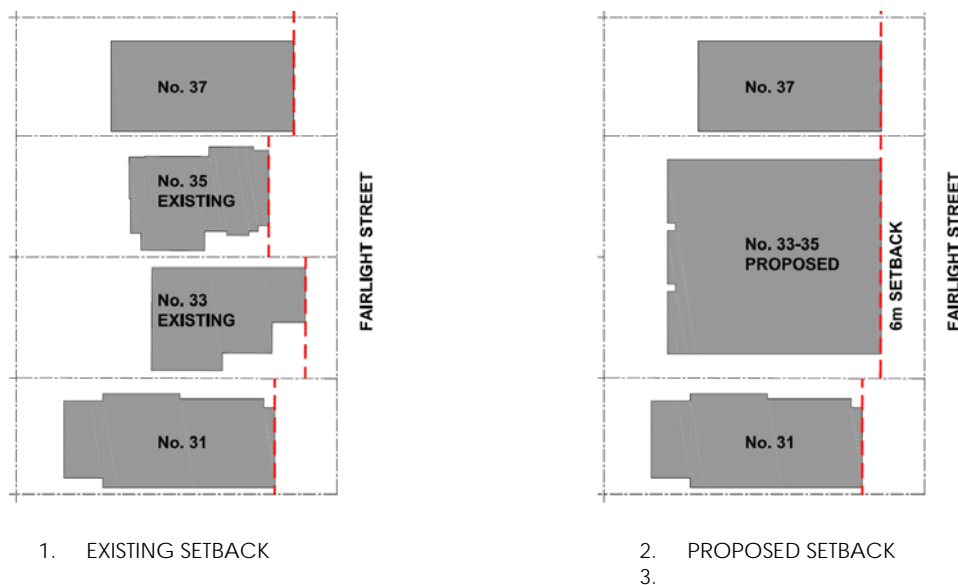 No. 37
No. 35
EXISTING
No. 33
EXISTING
No. 31
FAIRLIGHT STREET
1. EXISTING SETBACK
No. 37
No. 33-35
PROPOSED
No. 31
6m SETBACK
FAIRLIGHT STREET
2. PROPOSED SETBACK
3.